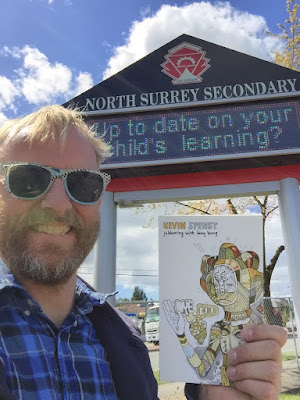 NORTH SURREY SECONDARY
Up to date on your
child's learning?
KEVIN SPENST
jabbering with bing bong